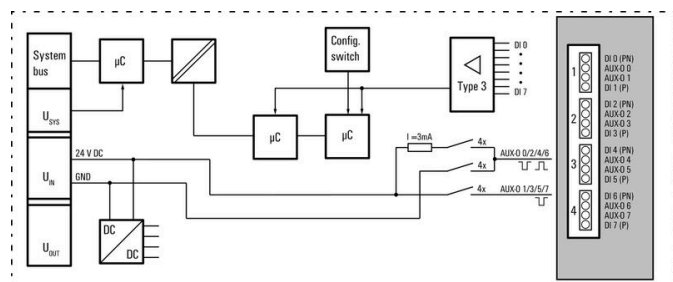 System
bus
µC
Config.
switch
Type 3
DI 0
DI 7
U SYS
µC
µC
24 V DC
I =3mA
4x
AUX-O 0/2/4/6
U IN
GND
4x
4x
AUX-O 1/3/5/7
DC
DC
U OUT
1
DI 0 (PN)
AUX-O 0
AUX-O 1
DI 1 (P)
2
DI 2 (PN)
AUX-O 2
AUX-O 3
DI 3 (P)
3
DI 4 (PN)
AUX-O 4
AUX-O 5
DI 5 (P)
4
DI 6 (PN)
AUX-O 6
AUX-O 7
DI 7 (P)